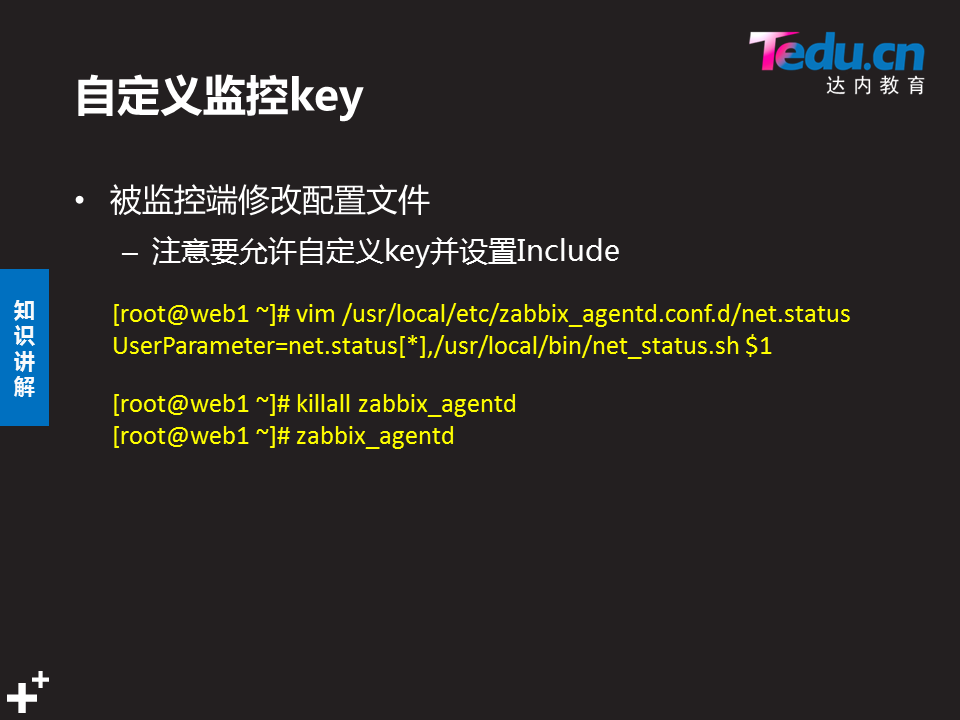 Tedu.cn
达内教育
自定义监控key
• 被监控端修改配置文件
– 注意要允许自定义key并设置Include
知
识
讲
解
[root@web1 ~]# vim /usr/local/etc/zabbix_agentd.conf.d/net.status
UserParameter=net.status[*],/usr/local/bin/net_status.sh $1
[root@web1 ~]# killall zabbix_agentd
[root@web1 ~]# zabbix_agentd